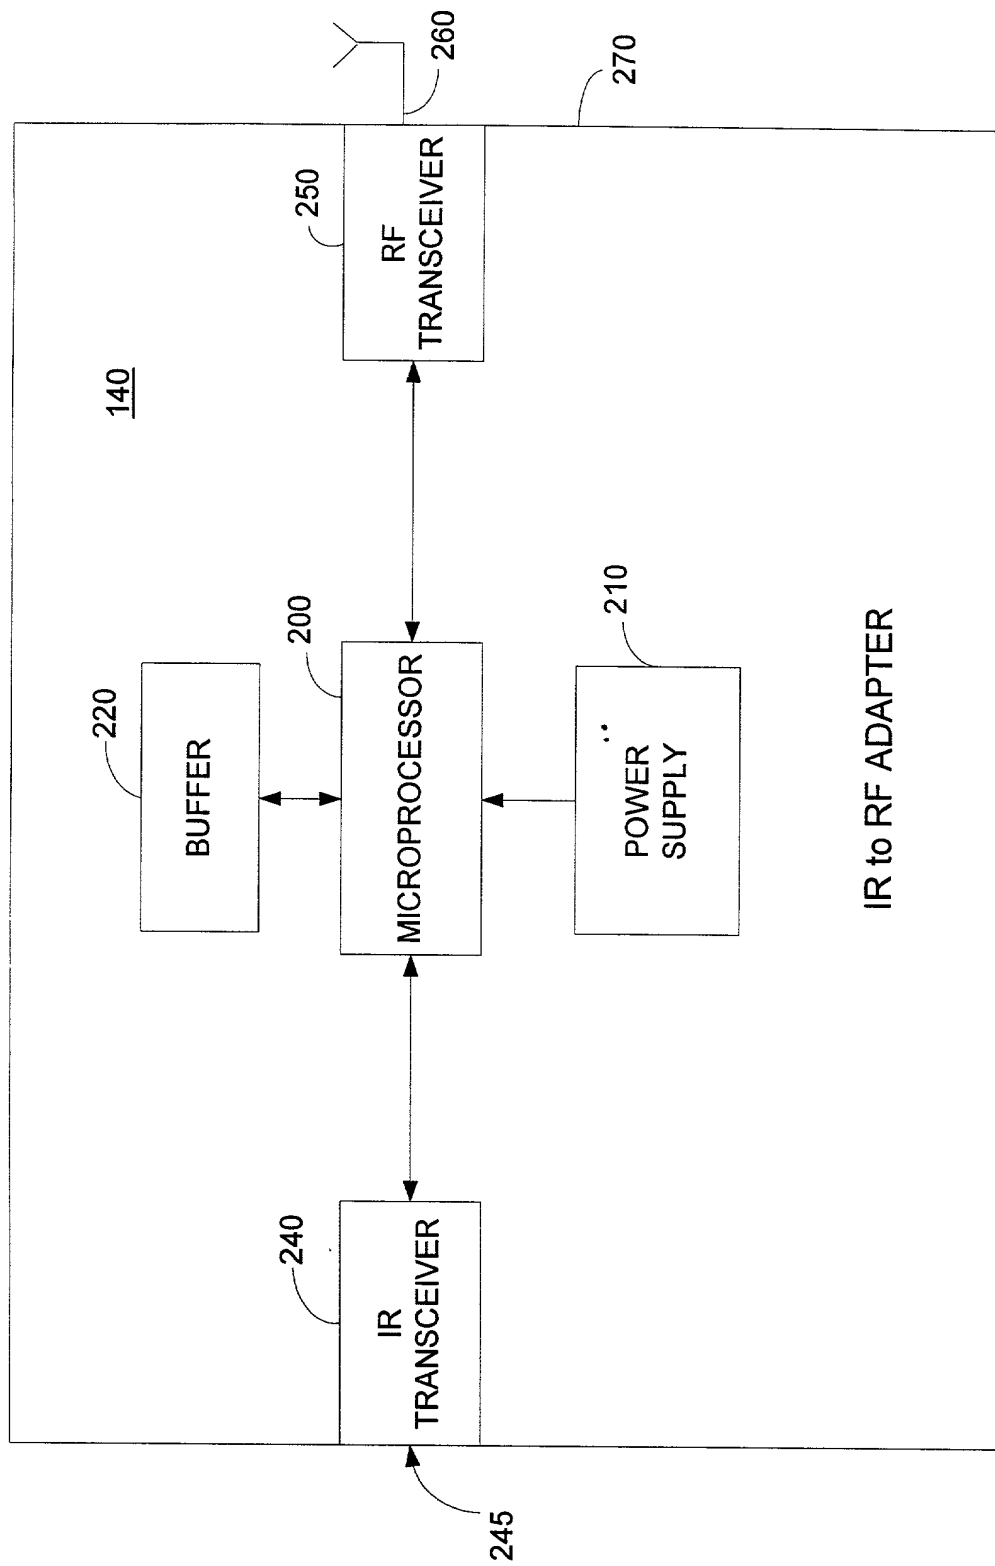 140
260
270
250
RF
TRANSCEIVER
220
BUFFER
200
MICROPROCESSOR
210
POWER
SUPPLY
240
IR
TRANSCEIVER
245
IR to RF ADAPTER